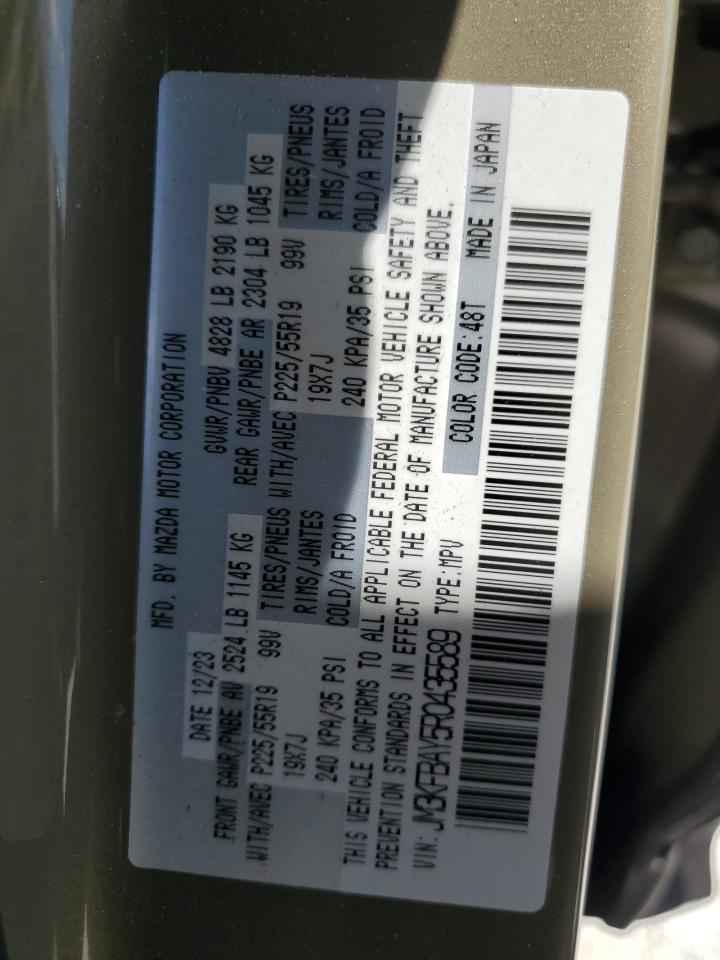 MFD. BY MAZDA MOTOR CORPORATION
DATE 12/23 GVWR/PNBV 4828 LB 2190 KG
FRONT GAWR/PNBE AV 2524 LB 1145 KG REAR GAWR/PNBE AR 2304 LB 1045 KG
WITH/AVEC P225/55R19 99V TIRES/PNEUS WITH/AVEC P225/55R19 99V TIRES/PNEUS
19X7J RIMS/JANTES 19X7J RIMS/JANTES
240 KPA/35 PSI COLD/A FROID 240 KPA/35 PSI COLD/A FROID
THIS VEHICLE CONFORMS TO ALL APPLICABLE FEDERAL MOTOR VEHICLE SAFETY AND THEFT
PREVENTION STANDARDS IN EFFECT ON THE DATE OF MANUFACTURE SHOWN ABOVE.
VIN: JM3KFBAY5R0435589 TYPE:MPV COLOR CODE:48T MADE IN JAPAN